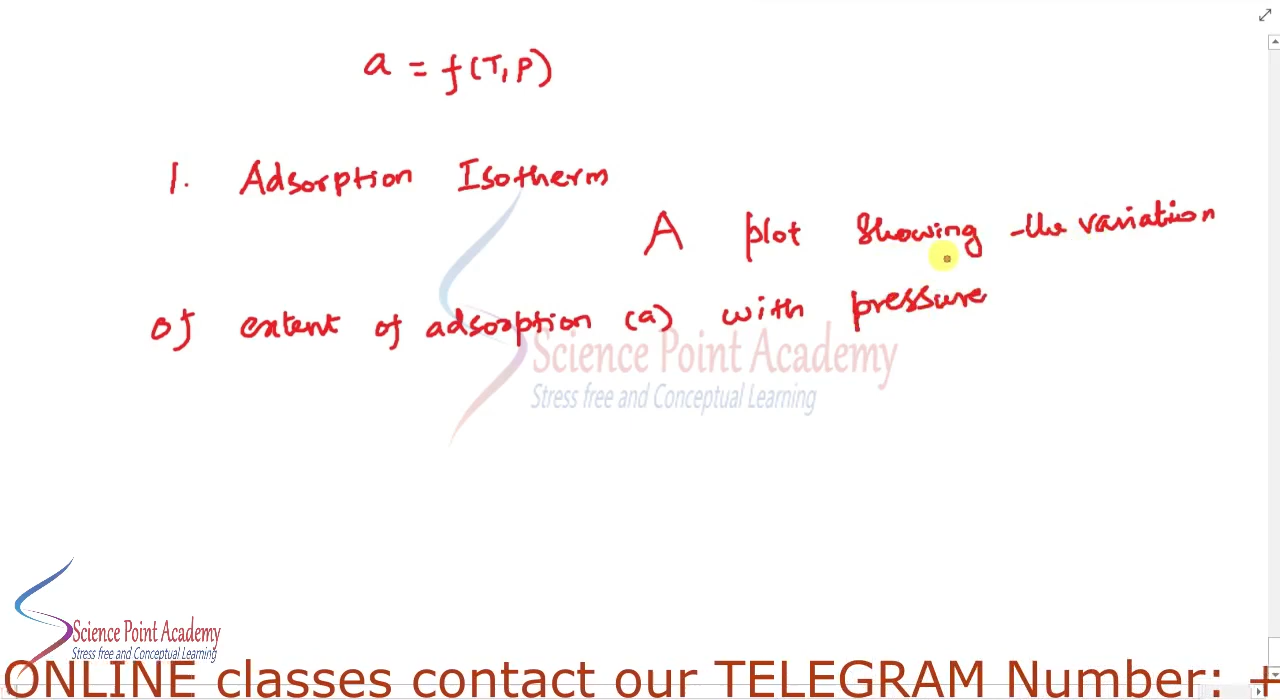 a = f(T, P)
1. Adsorption Isotherm
A plot showing the variation
of extent of adsorption (a) with pressure
Science Point Academy
Stress free and Conceptual Learning
Science Point Academy
Stress free and Conceptual Learning
ONLINE classes contact our TELEGRAM Number: +